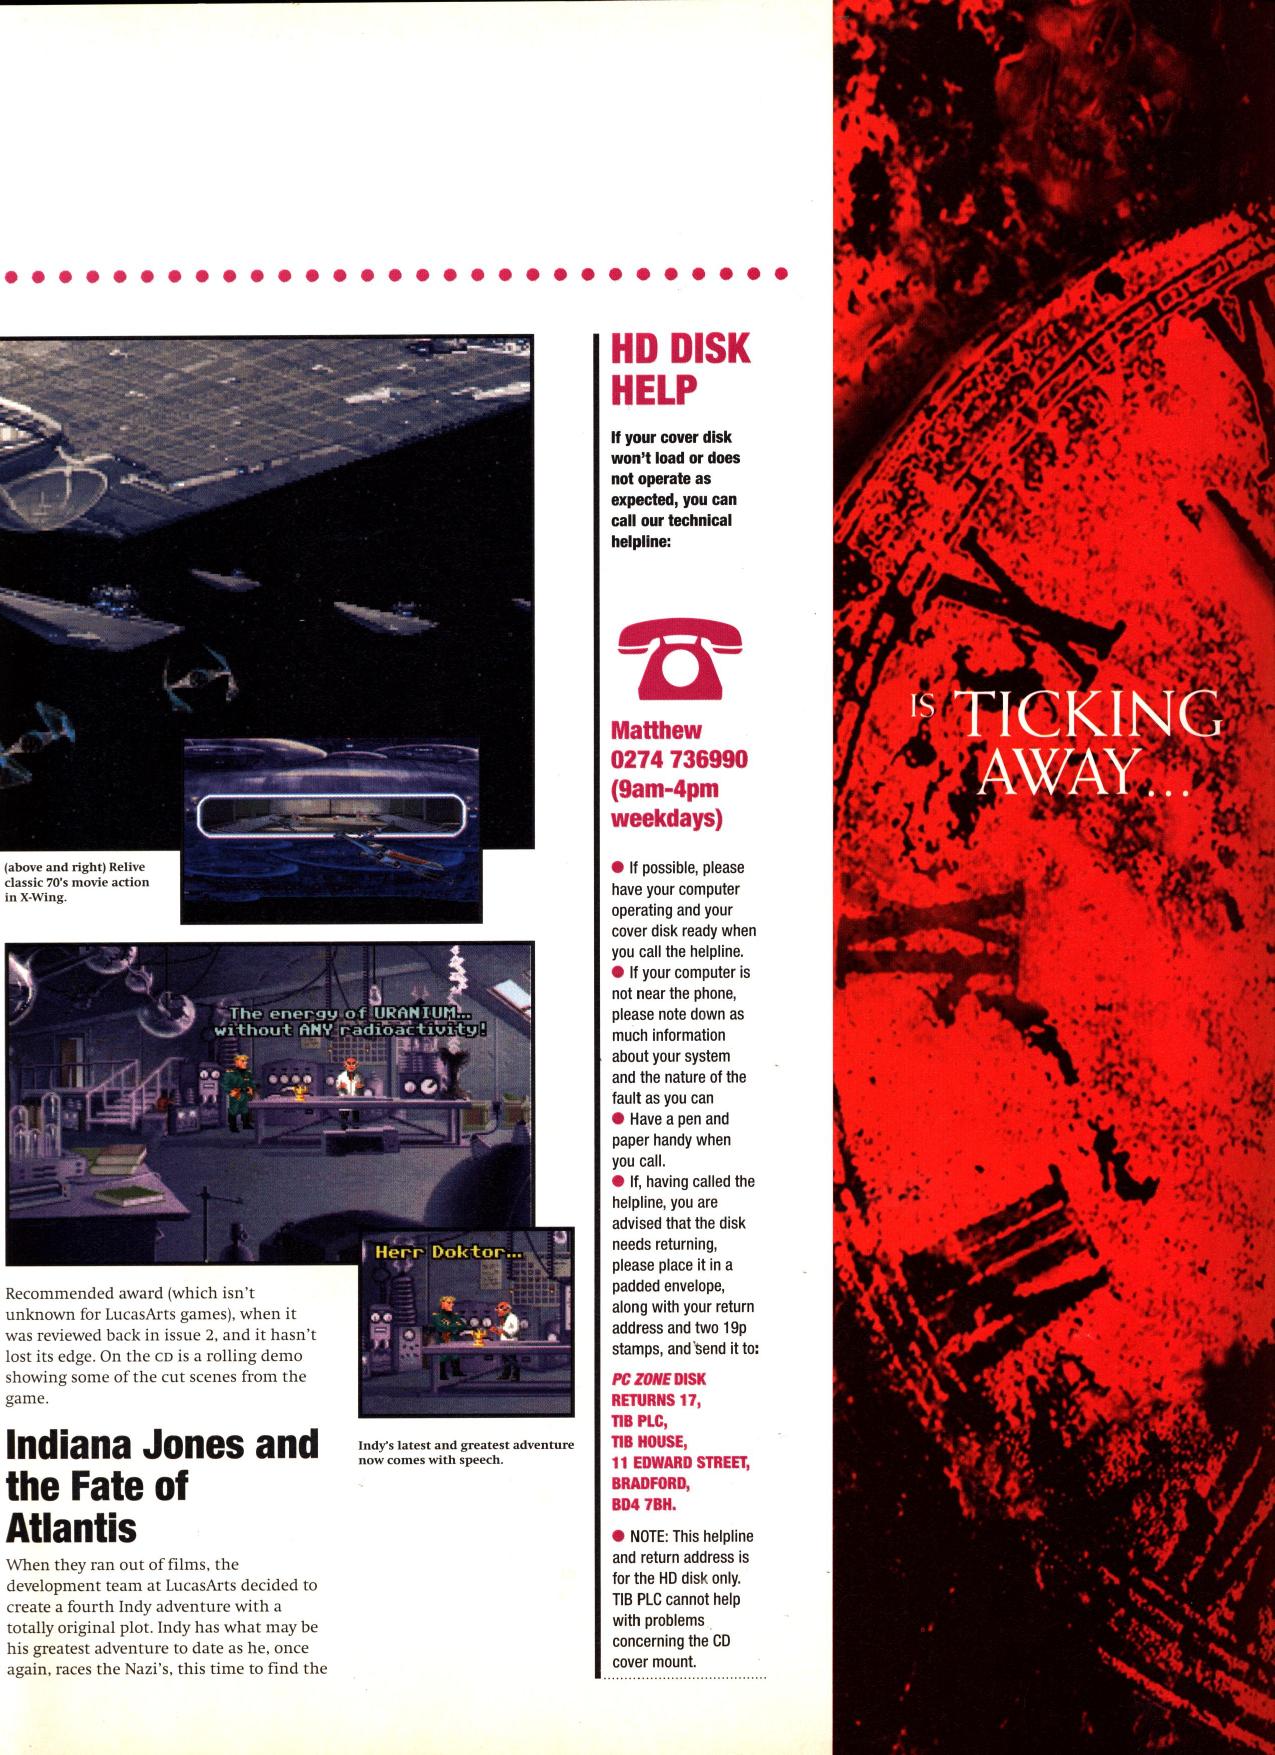 (above and right) Relive
classic 70's movie action
in X-Wing.
The energy of URANIUM...
without ANY radioactivity!
Herr Doktor...
Recommended award (which isn't
unknown for LucasArts games), when it
was reviewed back in issue 2, and it hasn't
lost its edge. On the CD is a rolling demo
showing some of the cut scenes from the
game.
Indy's latest and greatest adventure
now comes with speech.
Indiana Jones and
the Fate of
Atlantis
When they ran out of films, the
development team at LucasArts decided to
create a fourth Indy adventure with a
totally original plot. Indy has what may be
his greatest adventure to date as he, once
again, races the Nazi's, this time to find the
HD DISK
HELP
If your cover disk
won't load or does
not operate as
expected, you can
call our technical
helpline:
Matthew
0274 736990
(9am-4pm
weekdays)
● If possible, please
have your computer
operating and your
cover disk ready when
you call the helpline.
● If your computer is
not near the phone,
please note down as
much information
about your system
and the nature of the
fault as you can
● Have a pen and
paper handy when
you call.
● If, having called the
helpline, you are
advised that the disk
needs returning,
please place it in a
padded envelope,
along with your return
address and two 19p
stamps, and send it to:
PC ZONE DISK
RETURNS 17,
TIB PLC,
TIB HOUSE,
11 EDWARD STREET,
BRADFORD,
BD4 7BH.
● NOTE: This helpline
and return address is
for the HD disk only.
TIB PLC cannot help
with problems
concerning the CD
cover mount.
IS TICKING
AWAY...